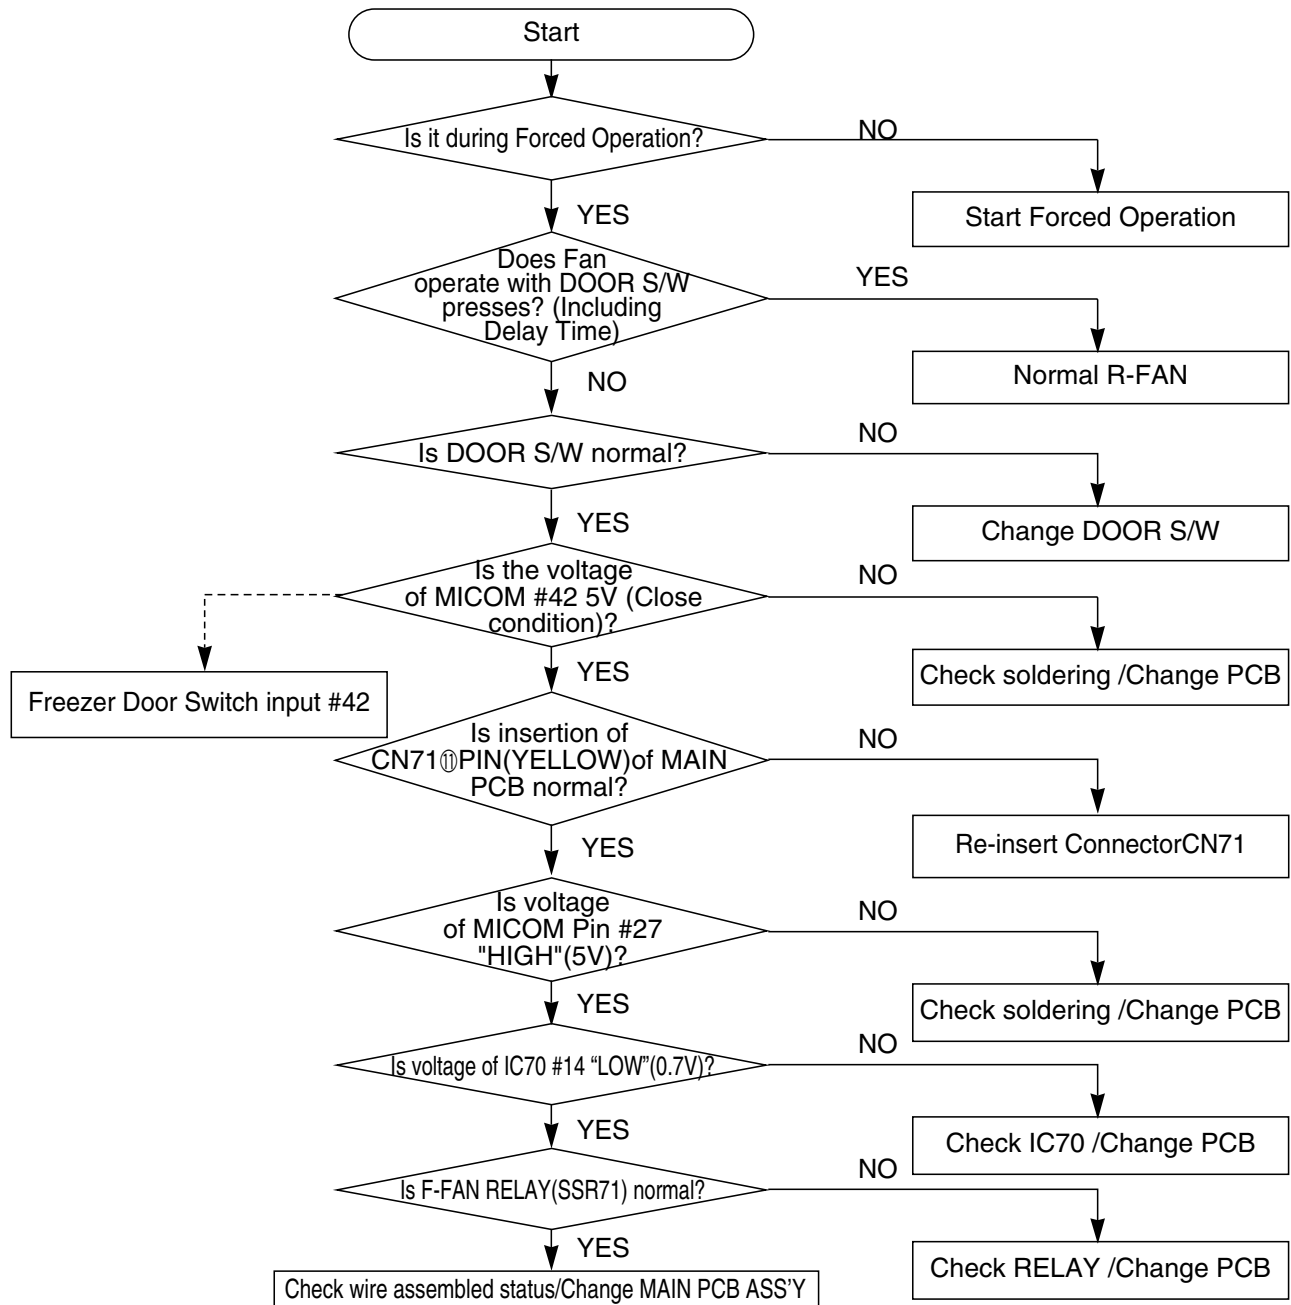 Start
Is it during Forced Operation?
NO
Start Forced Operation
YES
Does Fan
operate with DOOR S/W
presses? (Including
Delay Time)
YES
Normal R-FAN
NO
Is DOOR S/W normal?
NO
Change DOOR S/W
YES
Is the voltage
of MICOM #42 5V (Close
condition)?
NO
Check soldering /Change PCB
Freezer Door Switch input #42
YES
Is insertion of
CN71⑪PIN(YELLOW)of MAIN
PCB normal?
NO
Re-insert ConnectorCN71
YES
Is voltage
of MICOM Pin #27
"HIGH"(5V)?
NO
Check soldering /Change PCB
YES
Is voltage of IC70 #14 “LOW”(0.7V)?
NO
Check IC70 /Change PCB
YES
Is F-FAN RELAY(SSR71) normal?
NO
Check RELAY /Change PCB
YES
Check wire assembled status/Change MAIN PCB ASS’Y